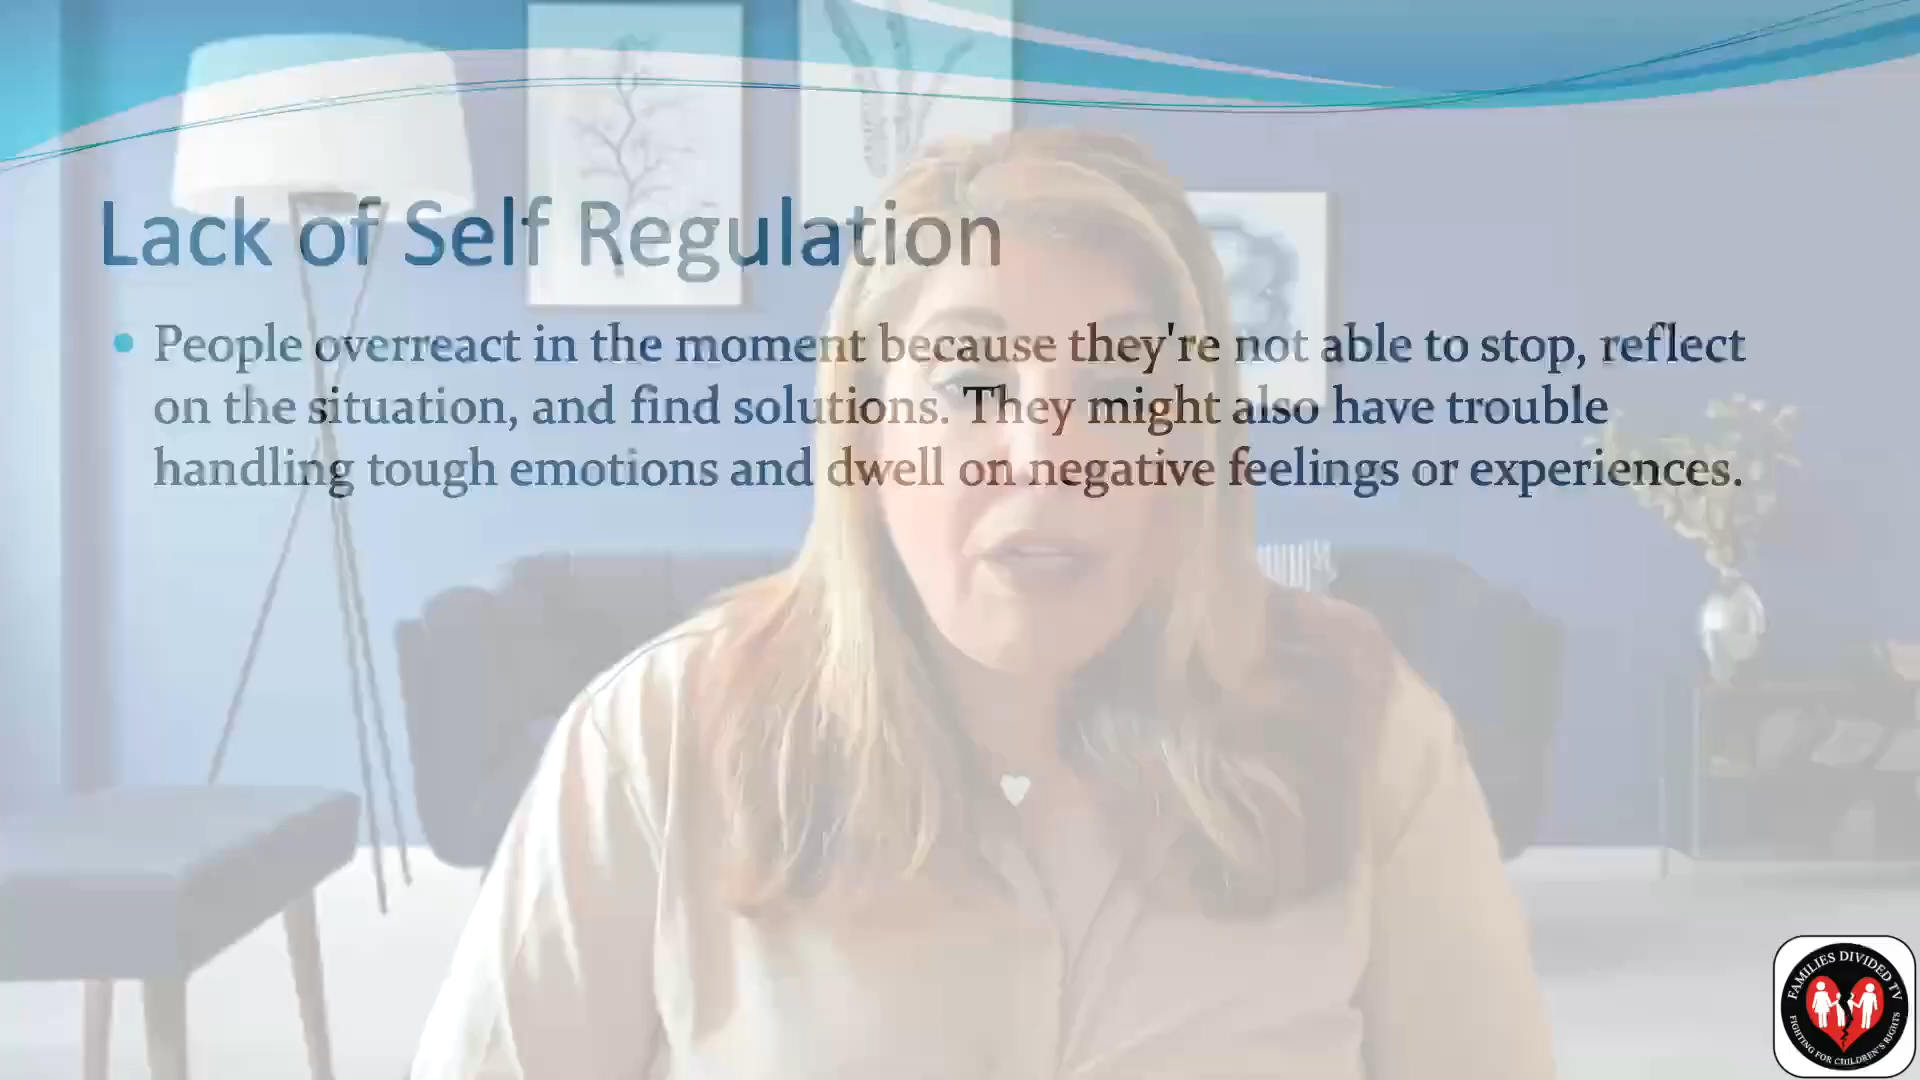 Lack of Self Regulation
People overreact in the moment because they're not able to stop, reflect
on the situation, and find solutions. They might also have trouble
handling tough emotions and dwell on negative feelings or experiences.
FAMILIES DIVIDED TV
FIGHTING FOR CHILDREN'S RIGHTS